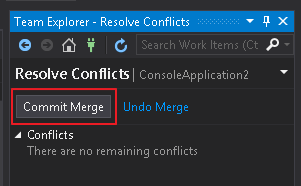 Team Explorer - Resolve Conflicts
Search Work Items (Ct
Resolve Conflicts | ConsoleApplication2
Commit Merge Undo Merge
Conflicts
There are no remaining conflicts